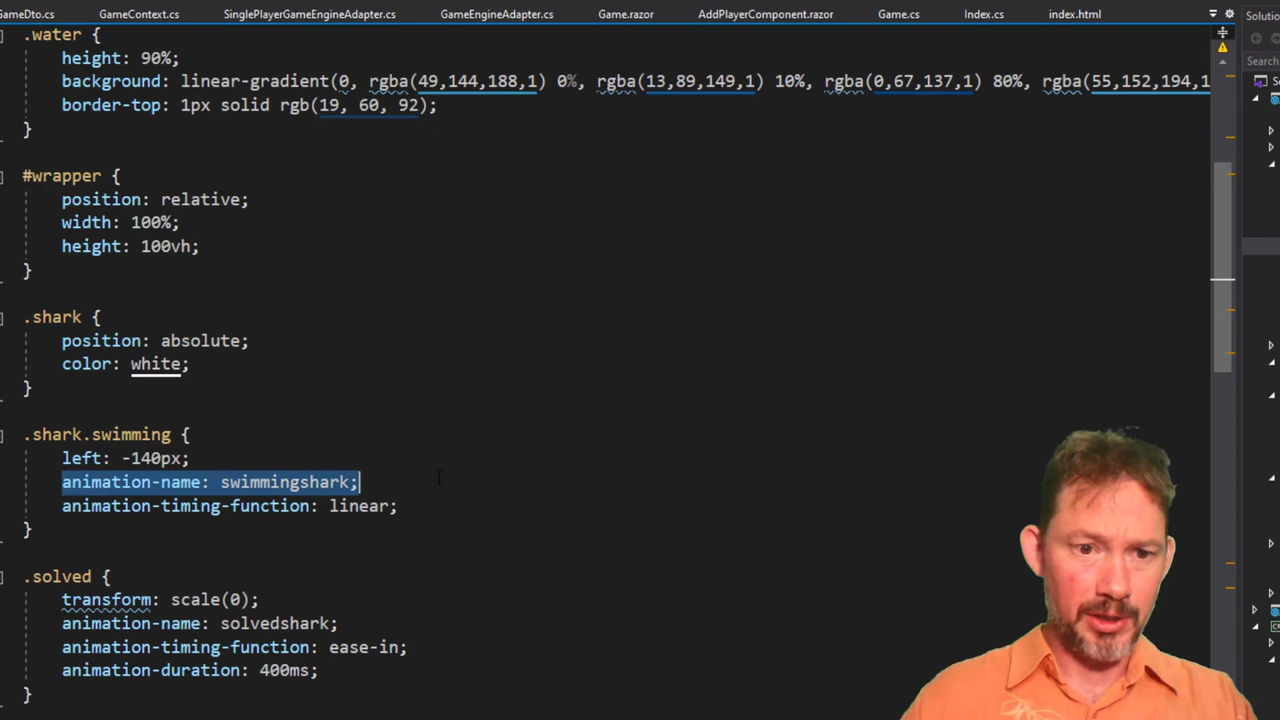 GameDto.cs GameContext.cs SinglePlayerGameEngineAdapter.cs GameEngineAdapter.cs Game.razor AddPlayerComponent.razor Game.cs Index.cs index.html Solutio
Search
.water {
height: 90%;
background: linear-gradient(0, rgba(49,144,188,1) 0%, rgba(13,89,149,1) 10%, rgba(0,67,137,1) 80%, rgba(55,152,194,1
border-top: 1px solid rgb(19, 60, 92);
}
#wrapper {
position: relative;
width: 100%;
height: 100vh;
}
.shark {
position: absolute;
color: white;
}
.shark.swimming {
left: -140px;
animation-name: swimmingshark;
animation-timing-function: linear;
}
.solved {
transform: scale(0);
animation-name: solvedshark;
animation-timing-function: ease-in;
animation-duration: 400ms;
}